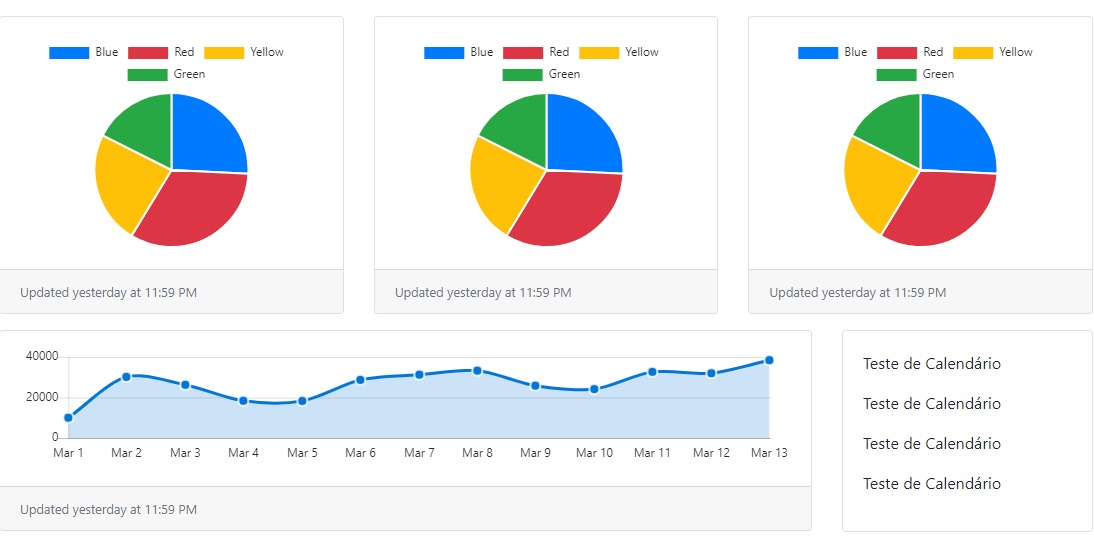 Blue Red Yellow
Green
Updated yesterday at 11:59 PM
Blue Red Yellow
Green
Updated yesterday at 11:59 PM
Blue Red Yellow
Green
Updated yesterday at 11:59 PM
40000
20000
0
Mar 1 Mar 2 Mar 3 Mar 4 Mar 5 Mar 6 Mar 7 Mar 8 Mar 9 Mar 10 Mar 11 Mar 12 Mar 13
Updated yesterday at 11:59 PM
Teste de Calendário
Teste de Calendário
Teste de Calendário
Teste de Calendário